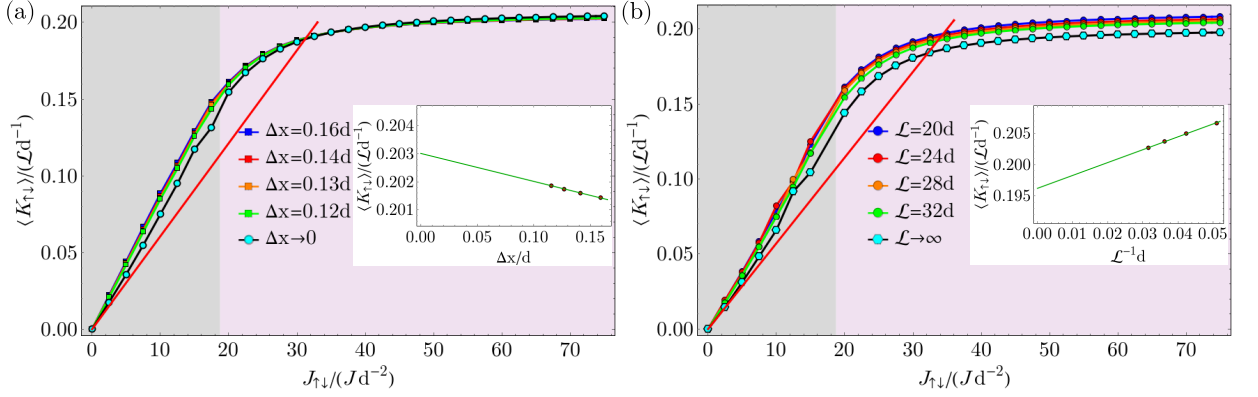 (a)
0.20
0.15
0.10
0.05
0.00
⟨K↑↓⟩/(ℒd⁻¹)
0 10 20 30 40 50 60 70
J↑↓/(J d⁻²)
Δx=0.16d
Δx=0.14d
Δx=0.13d
Δx=0.12d
Δx→0
0.204
0.203
0.202
0.201
⟨K↑↓⟩/(ℒd⁻¹)
0.00 0.05 0.10 0.15
Δx/d
(b)
0.20
0.15
0.10
0.05
0.00
⟨K↑↓⟩/(ℒd⁻¹)
0 10 20 30 40 50 60 70
J↑↓/(J d⁻²)
ℒ=20d
ℒ=24d
ℒ=28d
ℒ=32d
ℒ→∞
0.205
0.200
0.195
⟨K↑↓⟩/(ℒd⁻¹)
0.00 0.01 0.02 0.03 0.04 0.05
ℒ⁻¹d